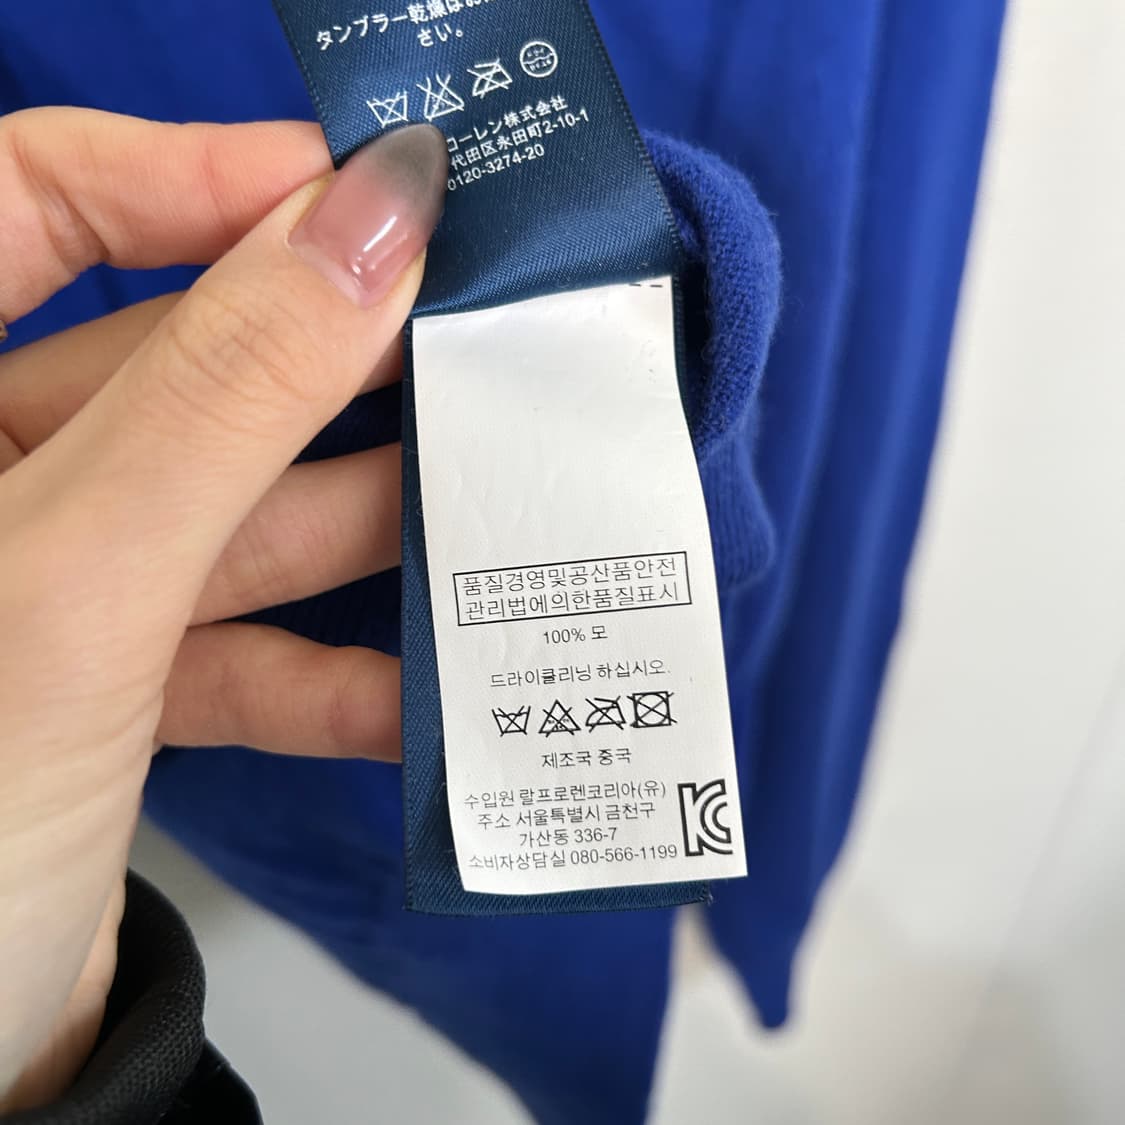 タンブラー乾燥はお
さい。
コーレン株式会社
代田区永田町2-10-1
0120-3274-20
품질경영및공산품안전
관리법에의한품질표시
100% 모
드라이클리닝 하십시오.
제조국 중국
수입원 랄프로렌코리아(유)
주소 서울특별시 금천구
가산동 336-7
소비자상담실 080-566-1199